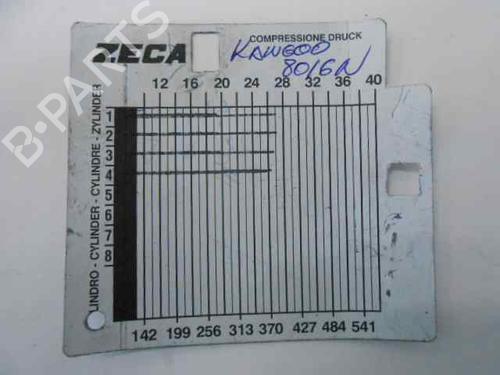 COMPRESSIONE DRUCK
ZECA
KANGOO
8016N
12 16 20 24 28 32 36 40
LINDRO - CYLINDER - CYLINDRE - ZYLINDER
1
2
3
4
5
6
7
8
142 199 256 313 370 427 484 541
B-PARTS